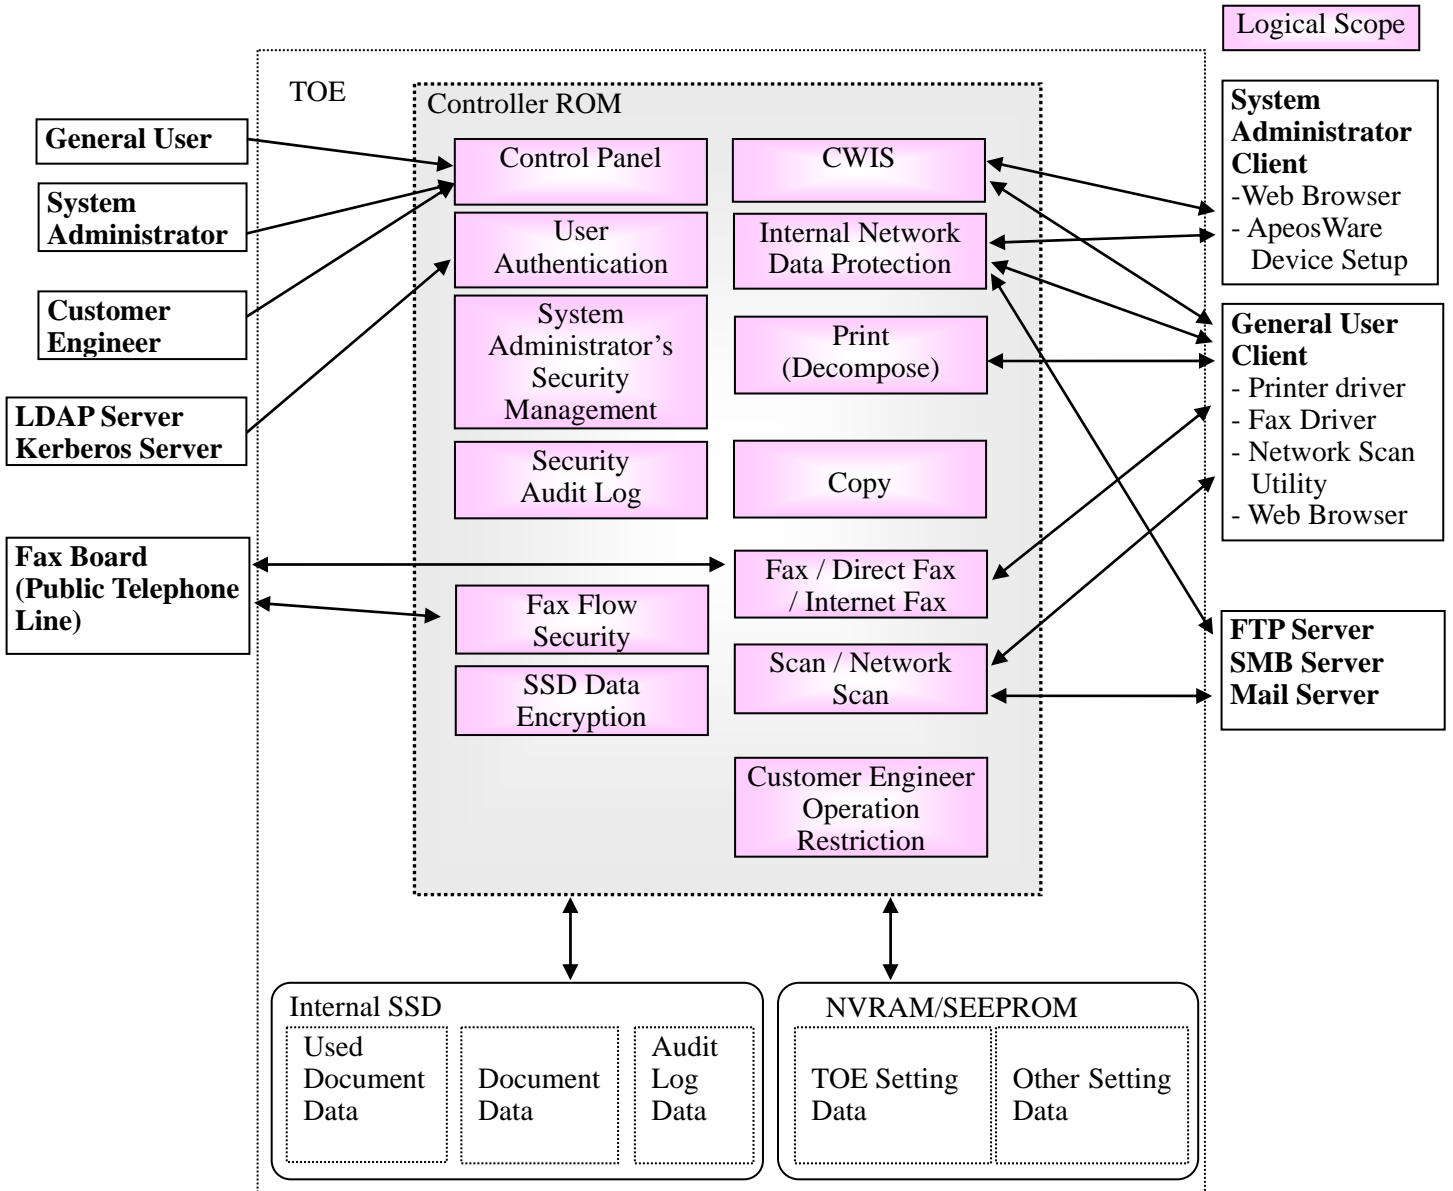 Logical Scope
TOE
Controller ROM
General User
System
Administrator
Customer
Engineer
LDAP Server
Kerberos Server
Fax Board
(Public Telephone
Line)
Control Panel
User
Authentication
System
Administrator’s
Security
Management
Security
Audit Log
Fax Flow
Security
SSD Data
Encryption
CWIS
Internal Network
Data Protection
Print
(Decompose)
Copy
Fax / Direct Fax
/ Internet Fax
Scan / Network
Scan
Customer Engineer
Operation
Restriction
System
Administrator
Client
-Web Browser
- ApeosWare
Device Setup
General User
Client
- Printer driver
- Fax Driver
- Network Scan
Utility
- Web Browser
FTP Server
SMB Server
Mail Server
Internal SSD
Used
Document
Data
Document
Data
Audit
Log
Data
NVRAM/SEEPROM
TOE Setting
Data
Other Setting
Data